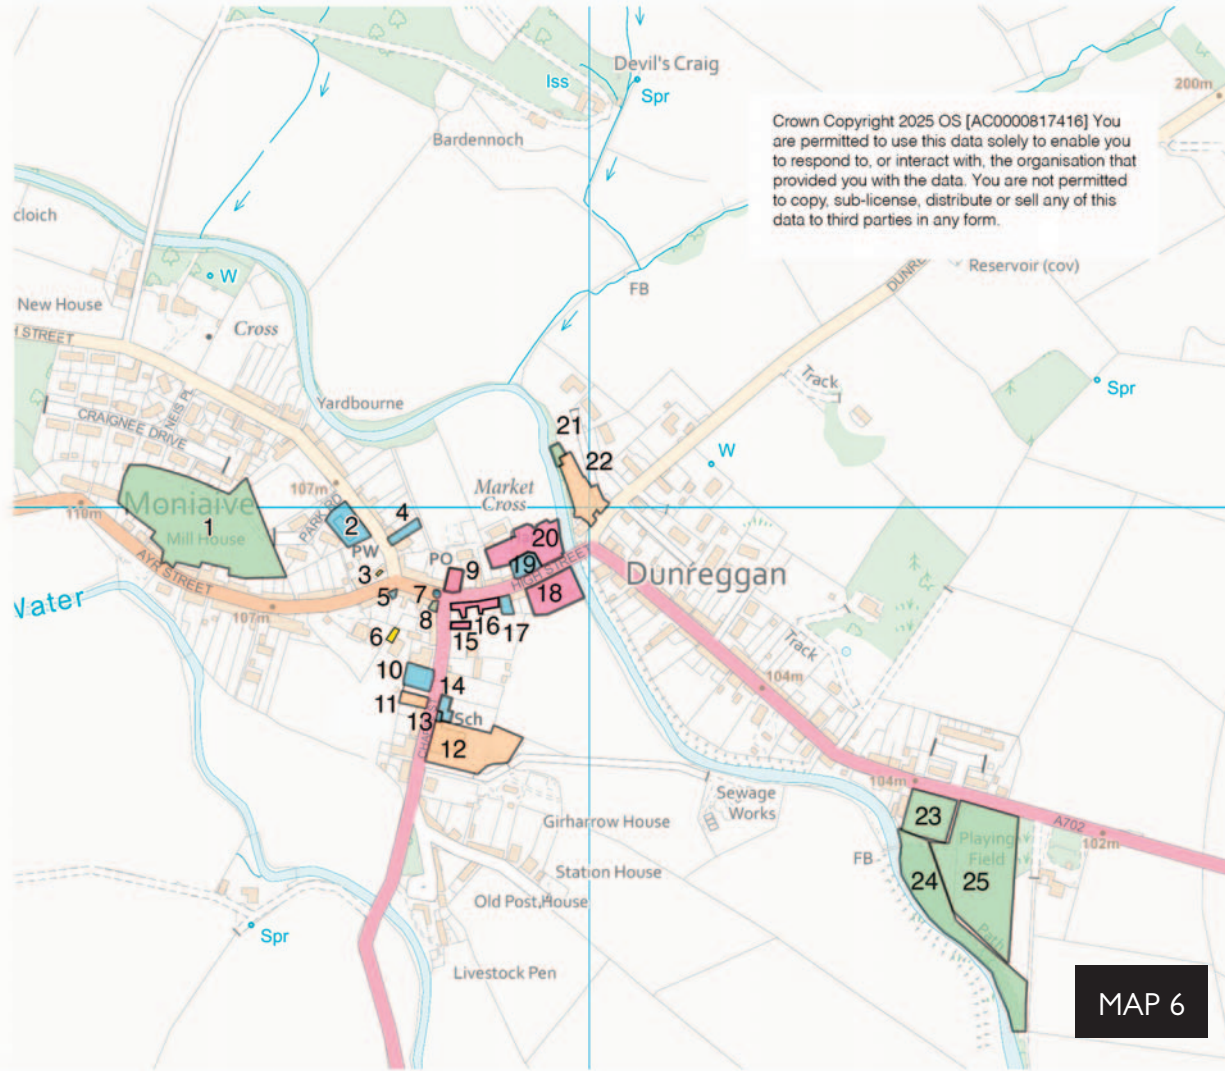 Devil's Craig
Iss
Spr
200m
Crown Copyright 2025 OS [AC0000817416] You
are permitted to use this data solely to enable you
to respond to, or interact with, the organisation that
provided you with the data. You are not permitted
to copy, sub-license, distribute or sell any of this
data to third parties in any form.
Bardennoch
cloich
W
FB
DUNRE
Reservoir (cov)
New House
Cross
H STREET
Track
Spr
NEIS PL
Yardbourne
CRAIGNEE DRIVE
21
W
22
107m
Market
Cross
110m
Moniaive
1
Mill House
PARK RD
2
4
PW
20
PO
9
19
HIGH STREET
3
AYR STREET
5
7
18
Dunreggan
Water
107m
8
16
17
6
15
Track
10
14
104m
11
13
Sch
CHAP
ST
12
104m
Sewage
Works
Girharrow House
23
A702
102m
Playing
Field
FB
Station House
24
25
Old Post House
Path
Spr
Livestock Pen
MAP 6